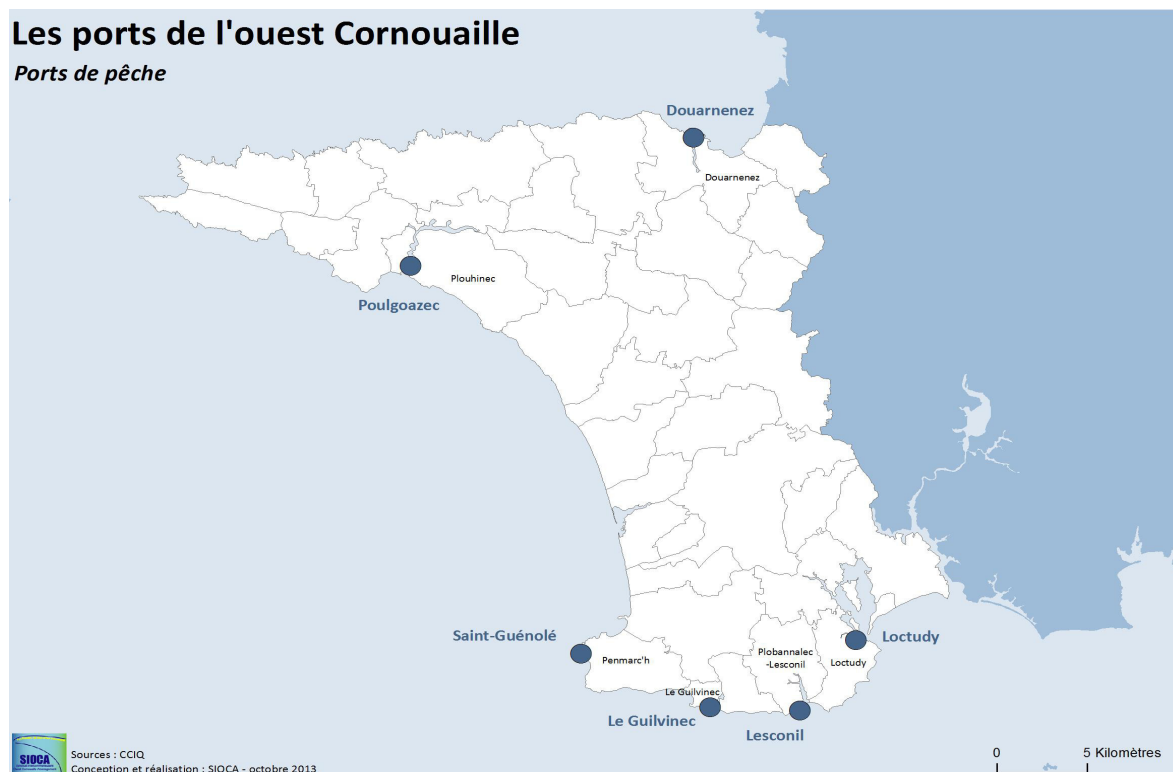 Les ports de l'ouest Cornouaille
Ports de pêche
Douarnenez
Douarnenez
Plouhinec
Poulgoazec
Saint-Guénolé
Penmarc'h
Plobannalec
-Lesconil
Loctudy
Loctudy
Le Guilvinec
Le Guilvinec
Lesconil
SIOCA
Sources : CCIQ
Conception et réalisation : SIOCA - octobre 2013
0
5 Kilomètres